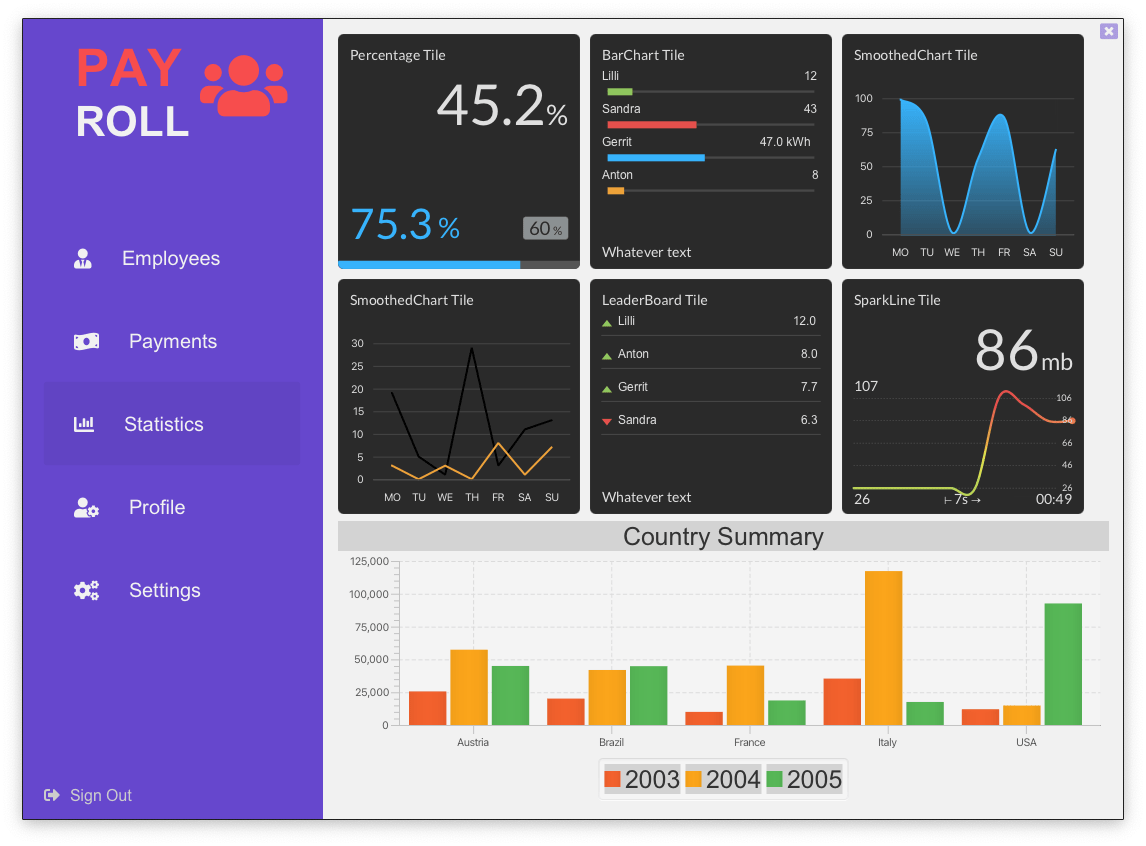 PAY
ROLL
Employees
Payments
Statistics
Profile
Settings
Sign Out
Percentage Tile
45.2%
75.3 %
60 %
BarChart Tile
Lilli 12
Sandra 43
Gerrit 47.0 kWh
Anton 8
Whatever text
SmoothedChart Tile
100
75
50
25
0
MO TU WE TH FR SA SU
SmoothedChart Tile
30
25
20
15
10
5
0
MO TU WE TH FR SA SU
LeaderBoard Tile
Lilli 12.0
Anton 8.0
Gerrit 7.7
Sandra 6.3
Whatever text
SparkLine Tile
86mb
107
106
86
66
46
26
26 ⊢7s→ 00:49
Country Summary
125,000
100,000
75,000
50,000
25,000
0
Austria Brazil France Italy USA
2003 2004 2005